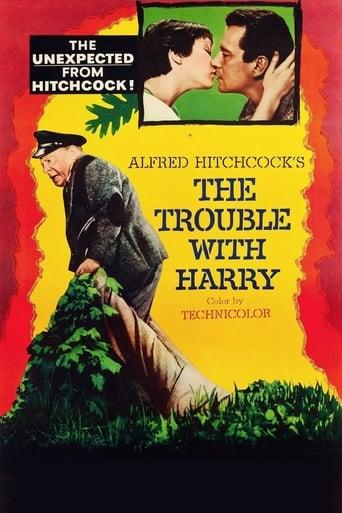 THE
UNEXPECTED
FROM
HITCHCOCK!
ALFRED HITCHCOCK'S
THE
TROUBLE
WITH
HARRY
Color by
TECHNICOLOR